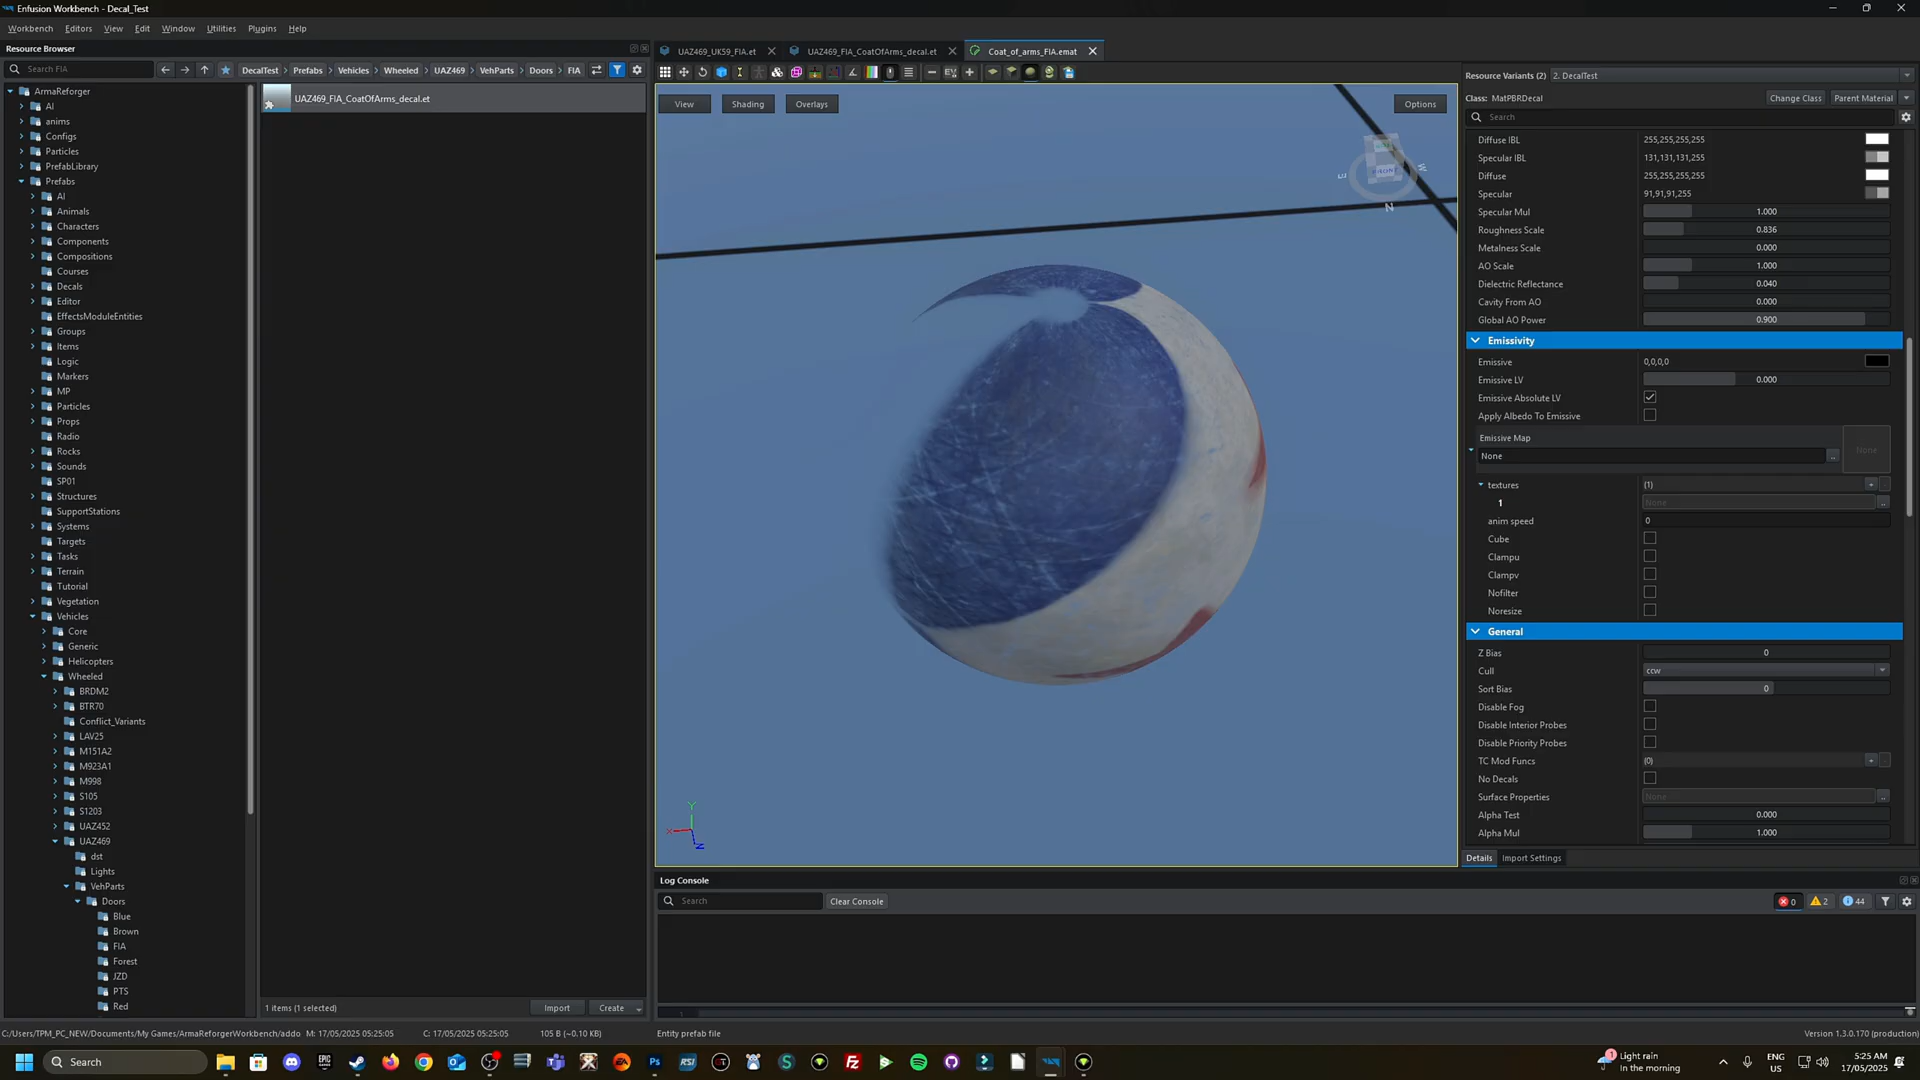 Enfusion Workbench - Decal_Test
Workbench Editors View Edit Window Utilities Plugins Help
Resource Browser
Search FIA
DecalTest Prefabs Vehicles Wheeled UAZ469 VehParts Doors FIA
ArmaReforger
AI
anims
Configs
Particles
PrefabLibrary
Prefabs
AI
Animals
Characters
Components
Compositions
Courses
Decals
Editor
EffectsModuleEntities
Groups
Items
Logic
Markers
MP
Particles
Props
Radio
Rocks
Sounds
SP01
Structures
SupportStations
Systems
Targets
Tasks
Terrain
Tutorial
Vegetation
Vehicles
Core
Generic
Helicopters
Wheeled
BRDM2
BTR70
Conflict_Variants
LAV25
M151A2
M923A1
M998
S105
S1203
UAZ452
UAZ469
dst
Lights
VehParts
Doors
Blue
Brown
FIA
Forest
JZD
PTS
Red
UAZ469_FIA_CoatOfArms_decal.et
1 items (1 selected)
Import Create
UAZ469_UK59_FIA.et UAZ469_FIA_CoatOfArms_decal.et Coat_of_arms_FIA.emat
EV
View Shading Overlays Options
FRONT
W
N
Y
X
Z
Log Console
Search Clear Console 0 2 44
1
Resource Variants (2) 2. DecalTest
Class: MatPBRDecal Change Class Parent Material
Search
Diffuse IBL 255,255,255,255
Specular IBL 131,131,131,255
Diffuse 255,255,255,255
Specular 91,91,91,255
Specular Mul 1.000
Roughness Scale 0.836
Metalness Scale 0.000
AO Scale 1.000
Dielectric Reflectance 0.040
Cavity From AO 0.000
Global AO Power 0.900
Emissivity
Emissive 0,0,0,0
Emissive LV 0.000
Emissive Absolute LV
Apply Albedo To Emissive
Emissive Map
None .. None
textures (1) +
1 None ..
anim speed 0
Cube
Clampu
Clampv
Nofilter
Noresize
General
Z Bias 0
Cull ccw
Sort Bias 0
Disable Fog
Disable Interior Probes
Disable Priority Probes
TC Mod Funcs (0) +
No Decals
Surface Properties None ..
Alpha Test 0.000
Alpha Mul 1.000
Details Import Settings
C:/Users/TPM_PC_NEW/Documents/My Games/ArmaReforgerWorkbench/addo M: 17/05/2025 05:25:05 C: 17/05/2025 05:25:05 105 B (~0.10 KB) Entity prefab file Version 1.3.0.170 (production)
Search
EPIC GAMES
EA
Ps
RSI
S
FZ
1
Light rain
In the morning
ENG
US
5:25 AM
17/05/2025